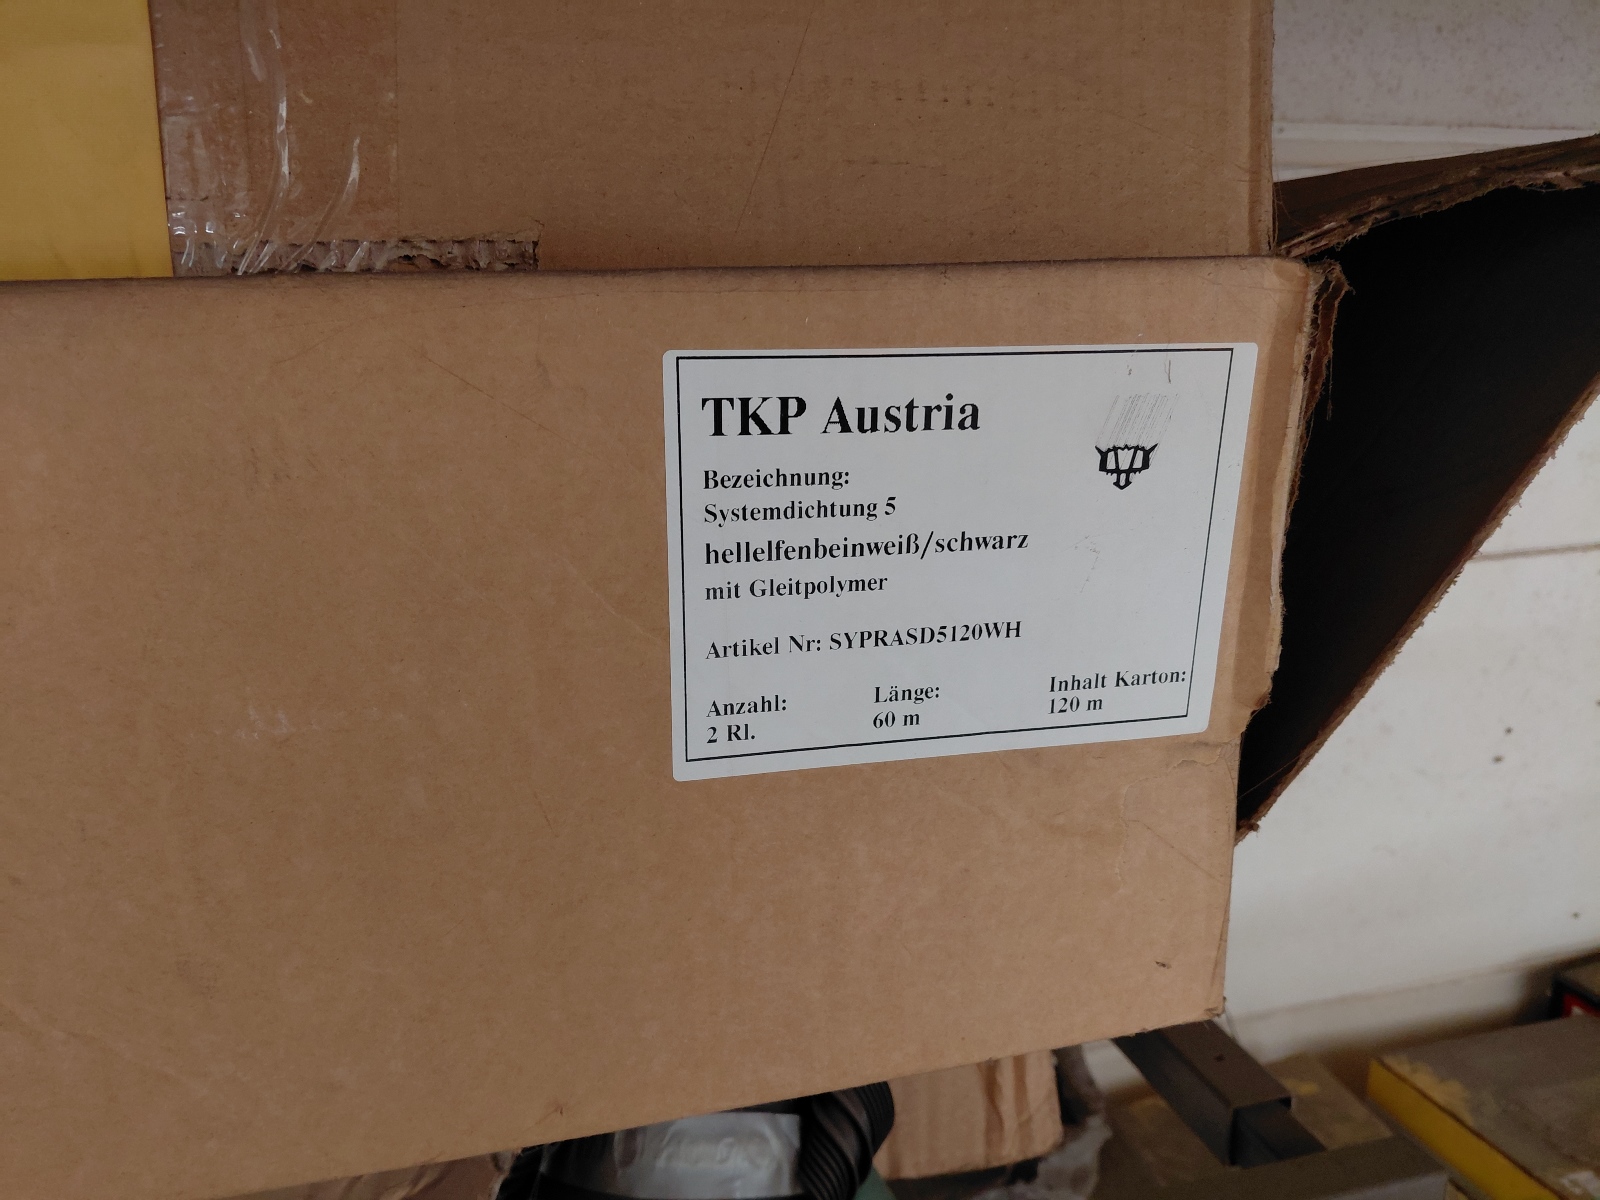 TKP Austria
Bezeichnung:
Systemdichtung 5
hellelfenbeinweiß/schwarz
mit Gleitpolymer
Artikel Nr: SYPRASD5120WH
Anzahl: Länge: Inhalt Karton:
2 Rl. 60 m 120 m